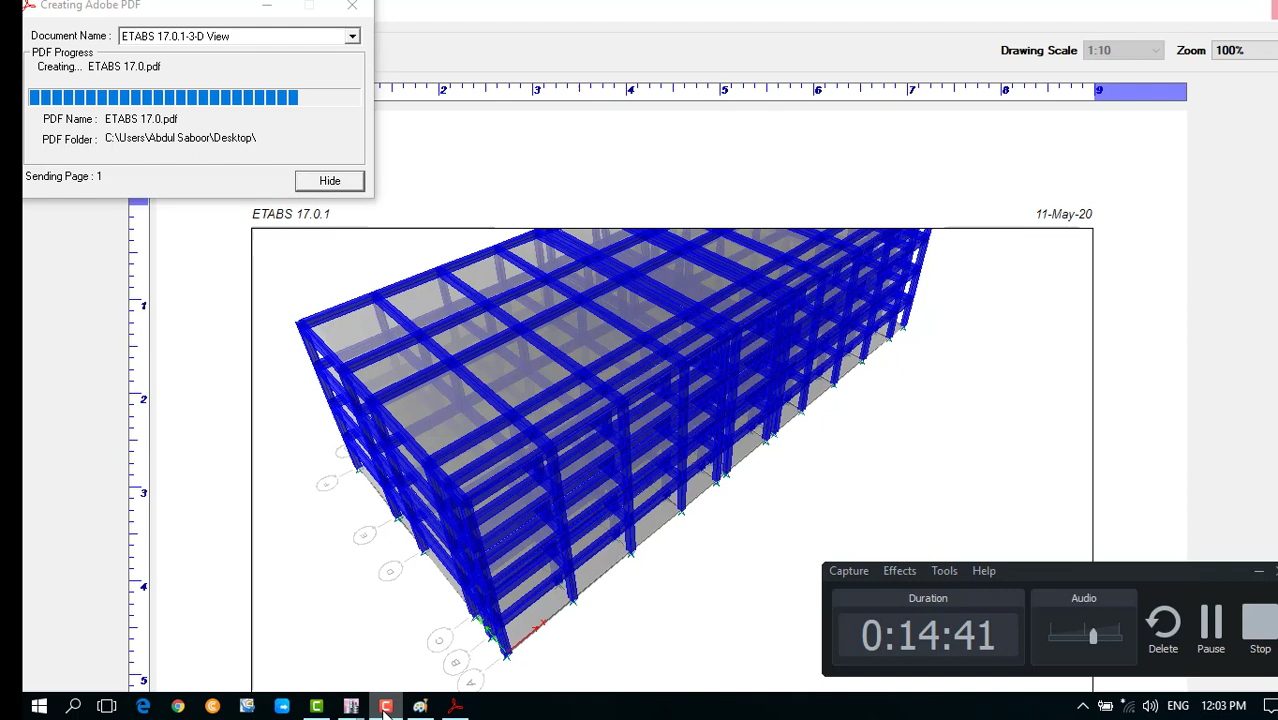 Creating Adobe PDF
Document Name : ETABS 17.0.1-3-D View
PDF Progress
Creating... ETABS 17.0.pdf
PDF Name : ETABS 17.0.pdf
PDF Folder : C:\Users\Abdul Saboor\Desktop\
Sending Page : 1
Hide
Drawing Scale 1:10 Zoom 100%
2 3 4 5 6 7 8 9
ETABS 17.0.1 11-May-20
1
2
3
4
5
F
E
D
C
B
A
X
Capture Effects Tools Help
Duration
0:14:41
Audio
Delete Pause Stop
ENG 12:03 PM